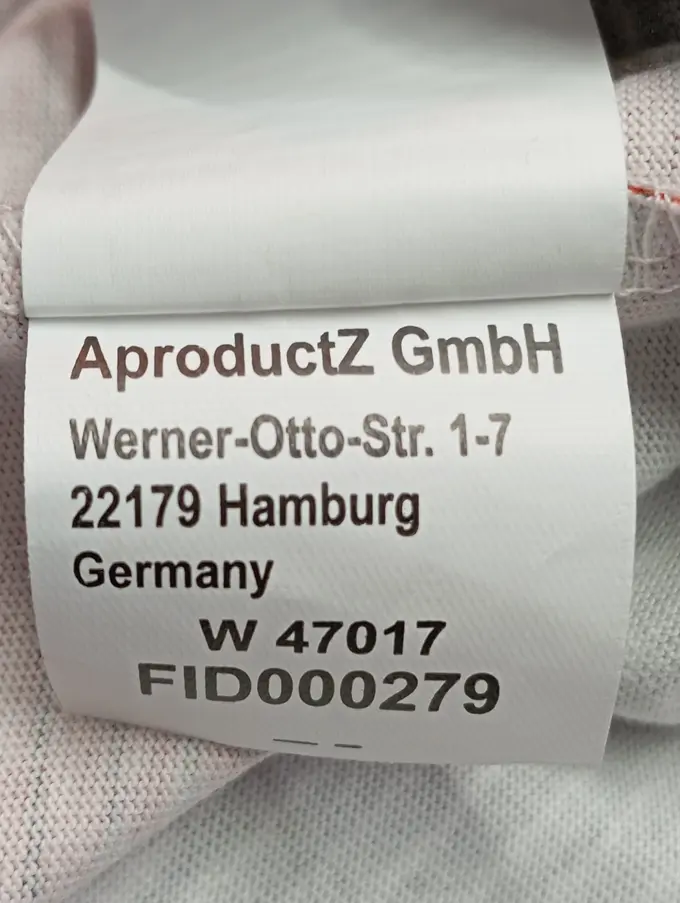 AproductZ GmbH
Werner-Otto-Str. 1-7
22179 Hamburg
Germany
W 47017
FID000279